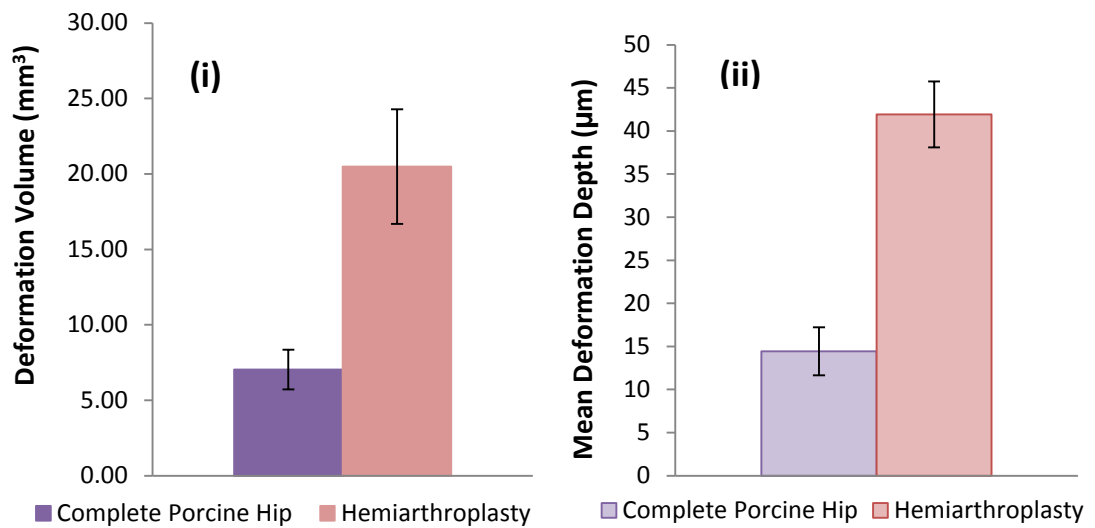 Deformation Volume (mm³)
30.00
25.00
20.00
15.00
10.00
5.00
0.00
(i)
Complete Porcine Hip
Hemiarthroplasty
Mean Deformation Depth (µm)
50
45
40
35
30
25
20
15
10
5
0
(ii)
Complete Porcine Hip
Hemiarthroplasty